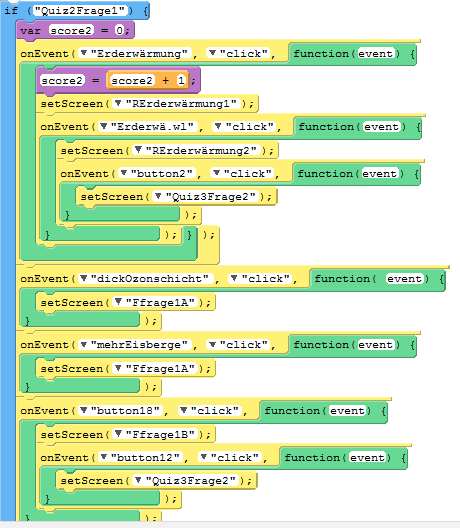 if ("Quiz2Frage1") {
var score2 = 0;
onEvent(▼"Erderwärmung", ▼"click", function(event) {
score2 = score2 + 1;
setScreen(▼"RErderwärmung1");
onEvent(▼"Erderwä.wl", ▼"click", function(event) {
setScreen(▼"RErderwärmung2");
onEvent(▼"button2", ▼"click", function(event) {
setScreen(▼"Quiz3Frage2");
} );
} ); } );
onEvent(▼"dickOzonschicht", ▼"click", function( event) {
setScreen(▼"Ffrage1A");
} );
onEvent(▼"mehrEisberge", ▼"click", function(event) {
setScreen(▼"Ffrage1A");
} );
onEvent(▼"button18", ▼"click", function(event) {
setScreen(▼"Ffrage1B");
onEvent(▼"button12", ▼"click", function(event) {
setScreen(▼"Quiz3Frage2");
} );